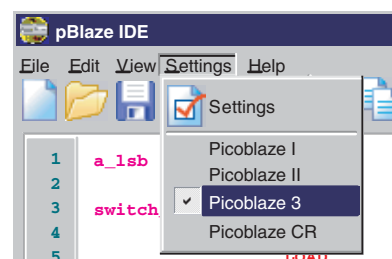 pBlaze IDE
File Edit View Settings Help
Settings
Picoblaze I
1 a_lsb
Picoblaze II
2
3 switch
Picoblaze 3
4
Picoblaze CR
5